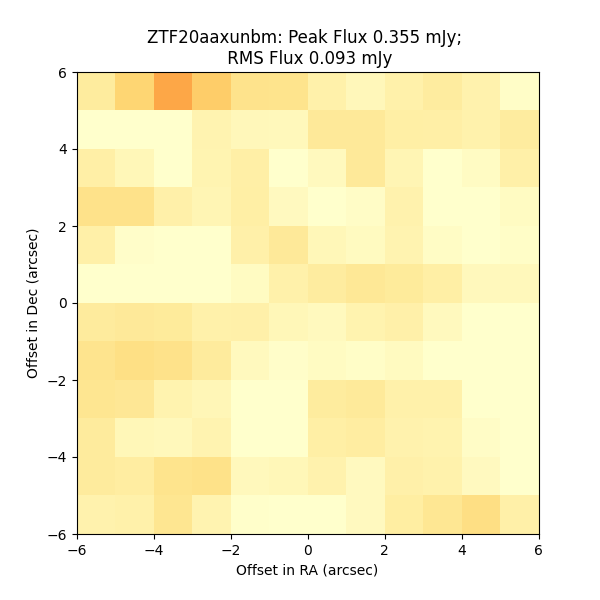 ZTF20aaxunbm: Peak Flux 0.355 mJy;
RMS Flux 0.093 mJy
6
4
2
0
−2
−4
−6
Offset in Dec (arcsec)
−6 −4 −2 0 2 4 6
Offset in RA (arcsec)